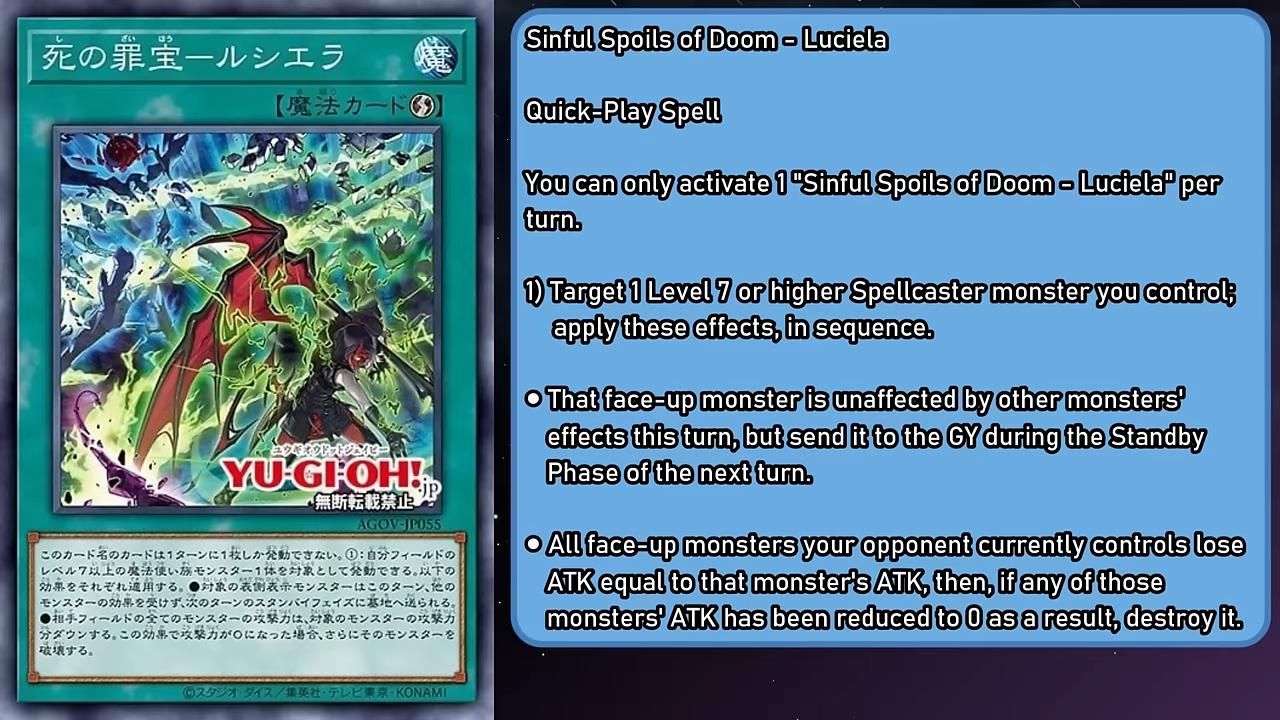 死の罪宝－ルシエラ
魔
【魔法カード】
YU-GI-OH!
.jp
無断転載禁止
AGOV-JP055
このカード名のカードは1ターンに1枚しか発動できない。①：自分フィールドの
レベル7以上の魔法使い族モンスター1体を対象として発動できる。以下の
効果をそれぞれ適用する。●対象の表側表示モンスターはこのターン、他の
モンスターの効果を受けず、次のターンのスタンバイフェイズに墓地へ送られる。
●相手フィールドの全てのモンスターの攻撃力は、対象のモンスターの攻撃力
分ダウンする。この効果で攻撃力が0になった場合、さらにそのモンスターを
破壊する。
©スタジオ・ダイス／集英社・テレビ東京・KONAMI
Sinful Spoils of Doom - Luciela
Quick-Play Spell
You can only activate 1 "Sinful Spoils of Doom - Luciela" per
turn.
1) Target 1 Level 7 or higher Spellcaster monster you control;
apply these effects, in sequence.
● That face-up monster is unaffected by other monsters'
effects this turn, but send it to the GY during the Standby
Phase of the next turn.
● All face-up monsters your opponent currently controls lose
ATK equal to that monster's ATK, then, if any of those
monsters' ATK has been reduced to 0 as a result, destroy it.